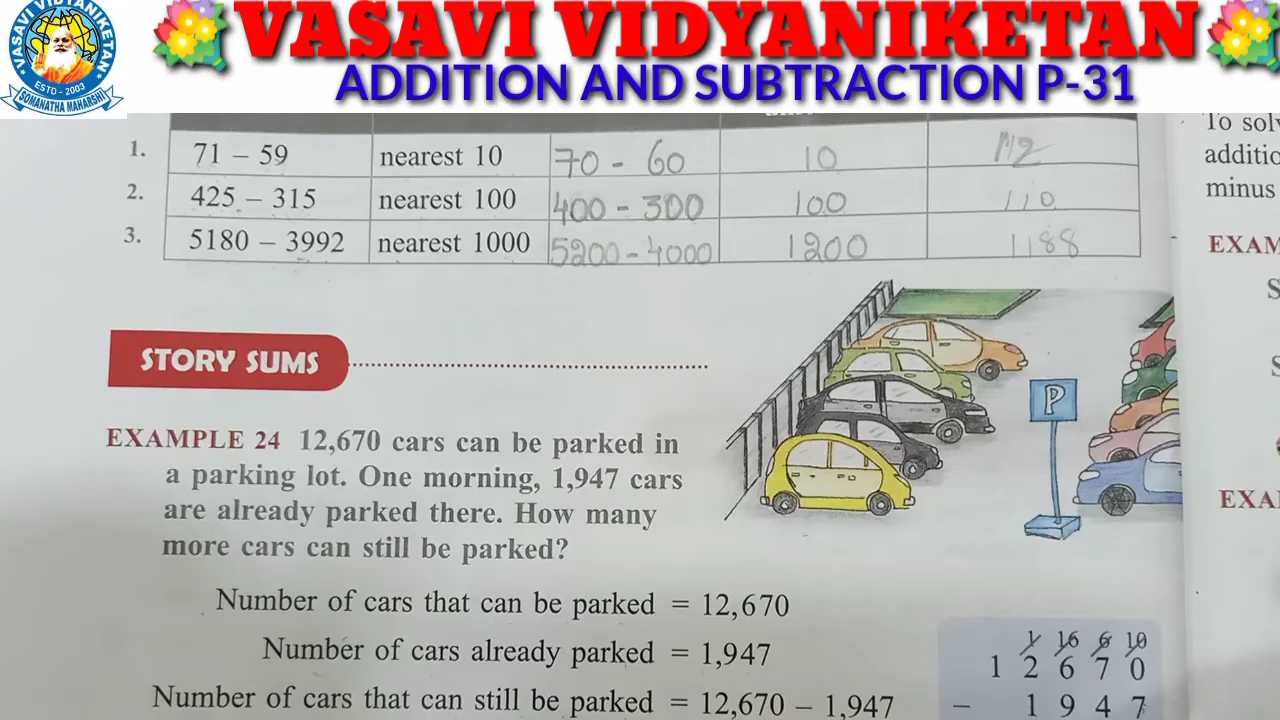 VASAVI VIDYANIKETAN
VASAVI VIDYANIKETAN
ESTD - 2003
SOMANATHA MAHARSHI
ADDITION AND SUBTRACTION P-31
1. 71 – 59 nearest 10 70 - 60 10
2. 425 – 315 nearest 100 400 - 300 100 110
3. 5180 – 3992 nearest 1000 5200 - 4000 1200 1188
To solv
additio
minus
EXAM
STORY SUMS
P
EXAMPLE 24 12,670 cars can be parked in
a parking lot. One morning, 1,947 cars
are already parked there. How many
more cars can still be parked?
EXA
Number of cars that can be parked = 12,670
Number of cars already parked = 1,947
Number of cars that can still be parked = 12,670 – 1,947
1 16 6 10
1 2 6 7 0
– 1 9 4 7